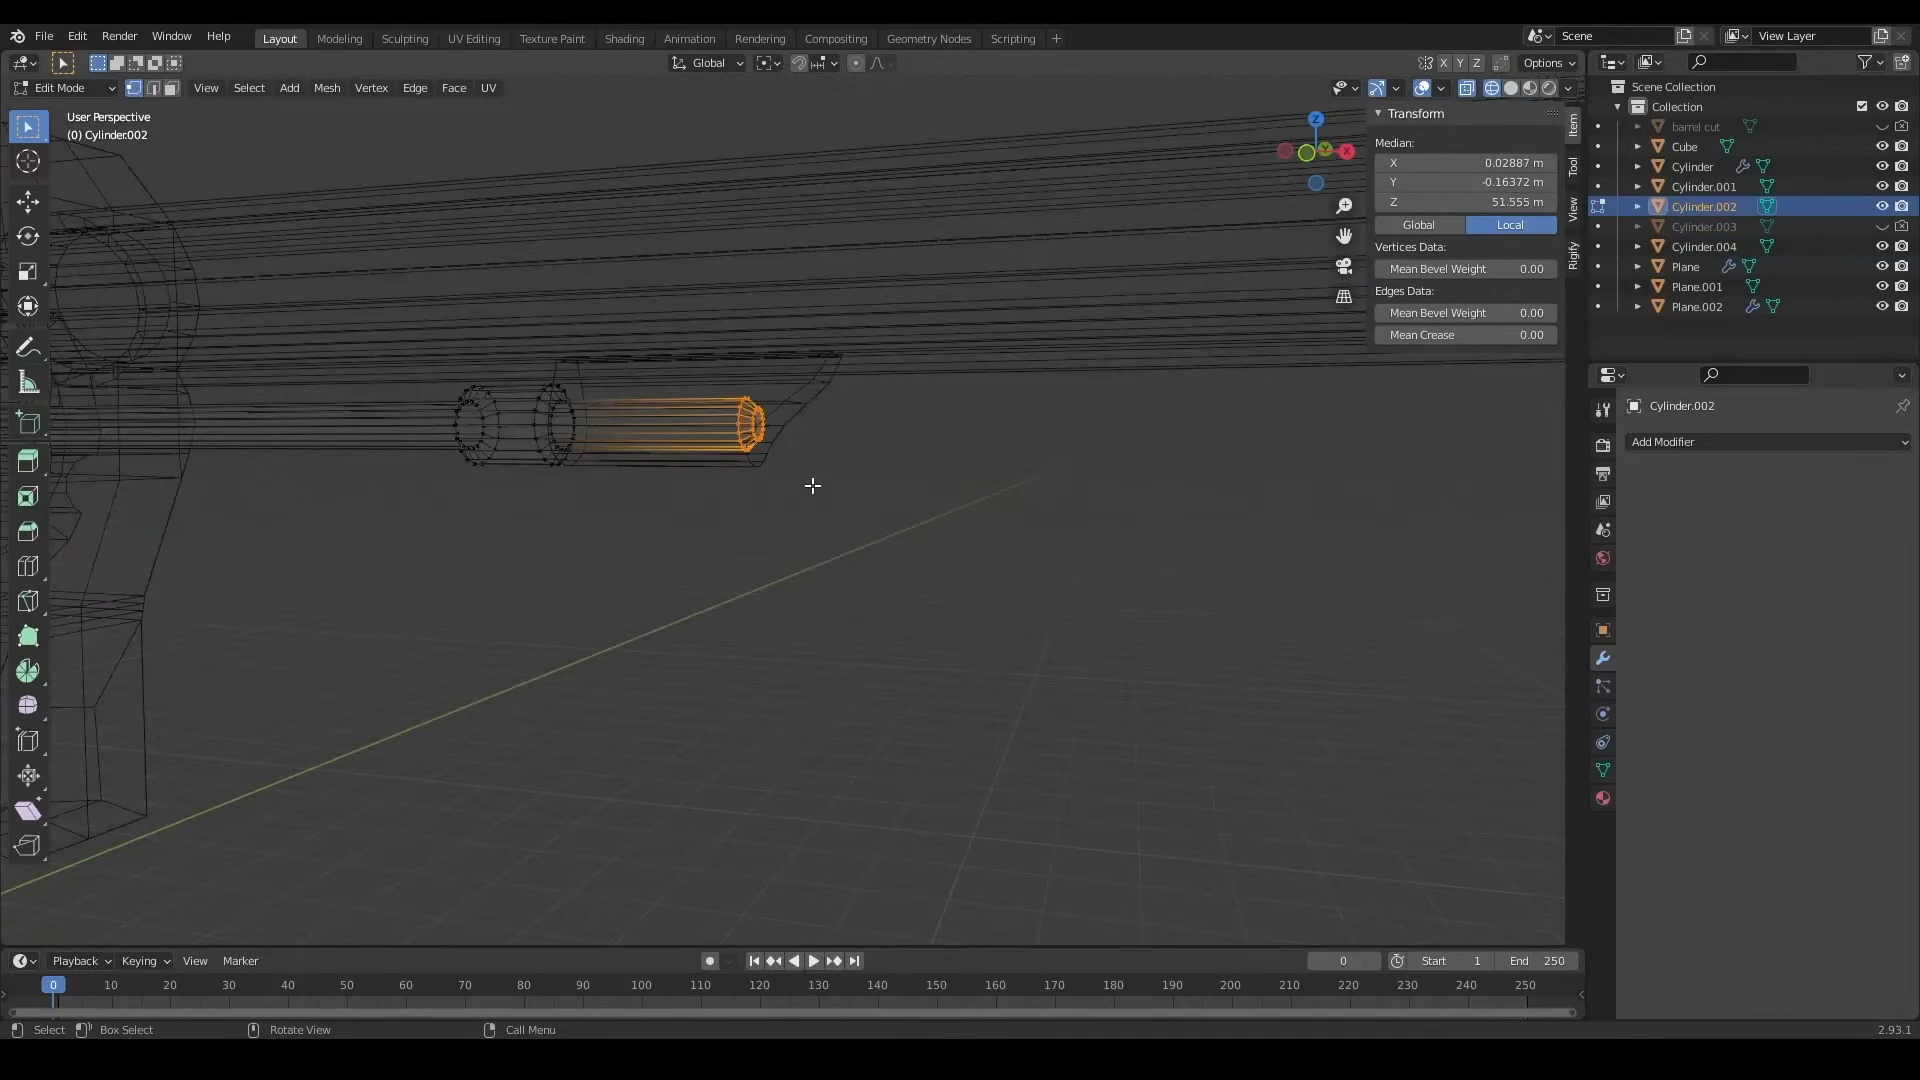 File Edit Render Window Help Layout Modeling Sculpting UV Editing Texture Paint Shading Animation Rendering Compositing Geometry Nodes Scripting + Scene View Layer
Global X Y Z Options
Edit Mode View Select Add Mesh Vertex Edge Face UV
User Perspective
(0) Cylinder.002
Z
X
Y
Transform
Median:
X 0.02887 m
Y -0.16372 m
Z 51.555 m
Global Local
Vertices Data:
Mean Bevel Weight 0.00
Edges Data:
Mean Bevel Weight 0.00
Mean Crease 0.00
Item
Tool
View
Rigify
Scene Collection
Collection
barrel cut
Cube
Cylinder
Cylinder.001
Cylinder.002
Cylinder.003
Cylinder.004
Plane
Plane.001
Plane.002
Cylinder.002
Add Modifier
Playback Keying View Marker 0 Start 1 End 250
0 10 20 30 40 50 60 70 80 90 100 110 120 130 140 150 160 170 180 190 200 210 220 230 240 250
Select Box Select Rotate View Call Menu 2.93.1